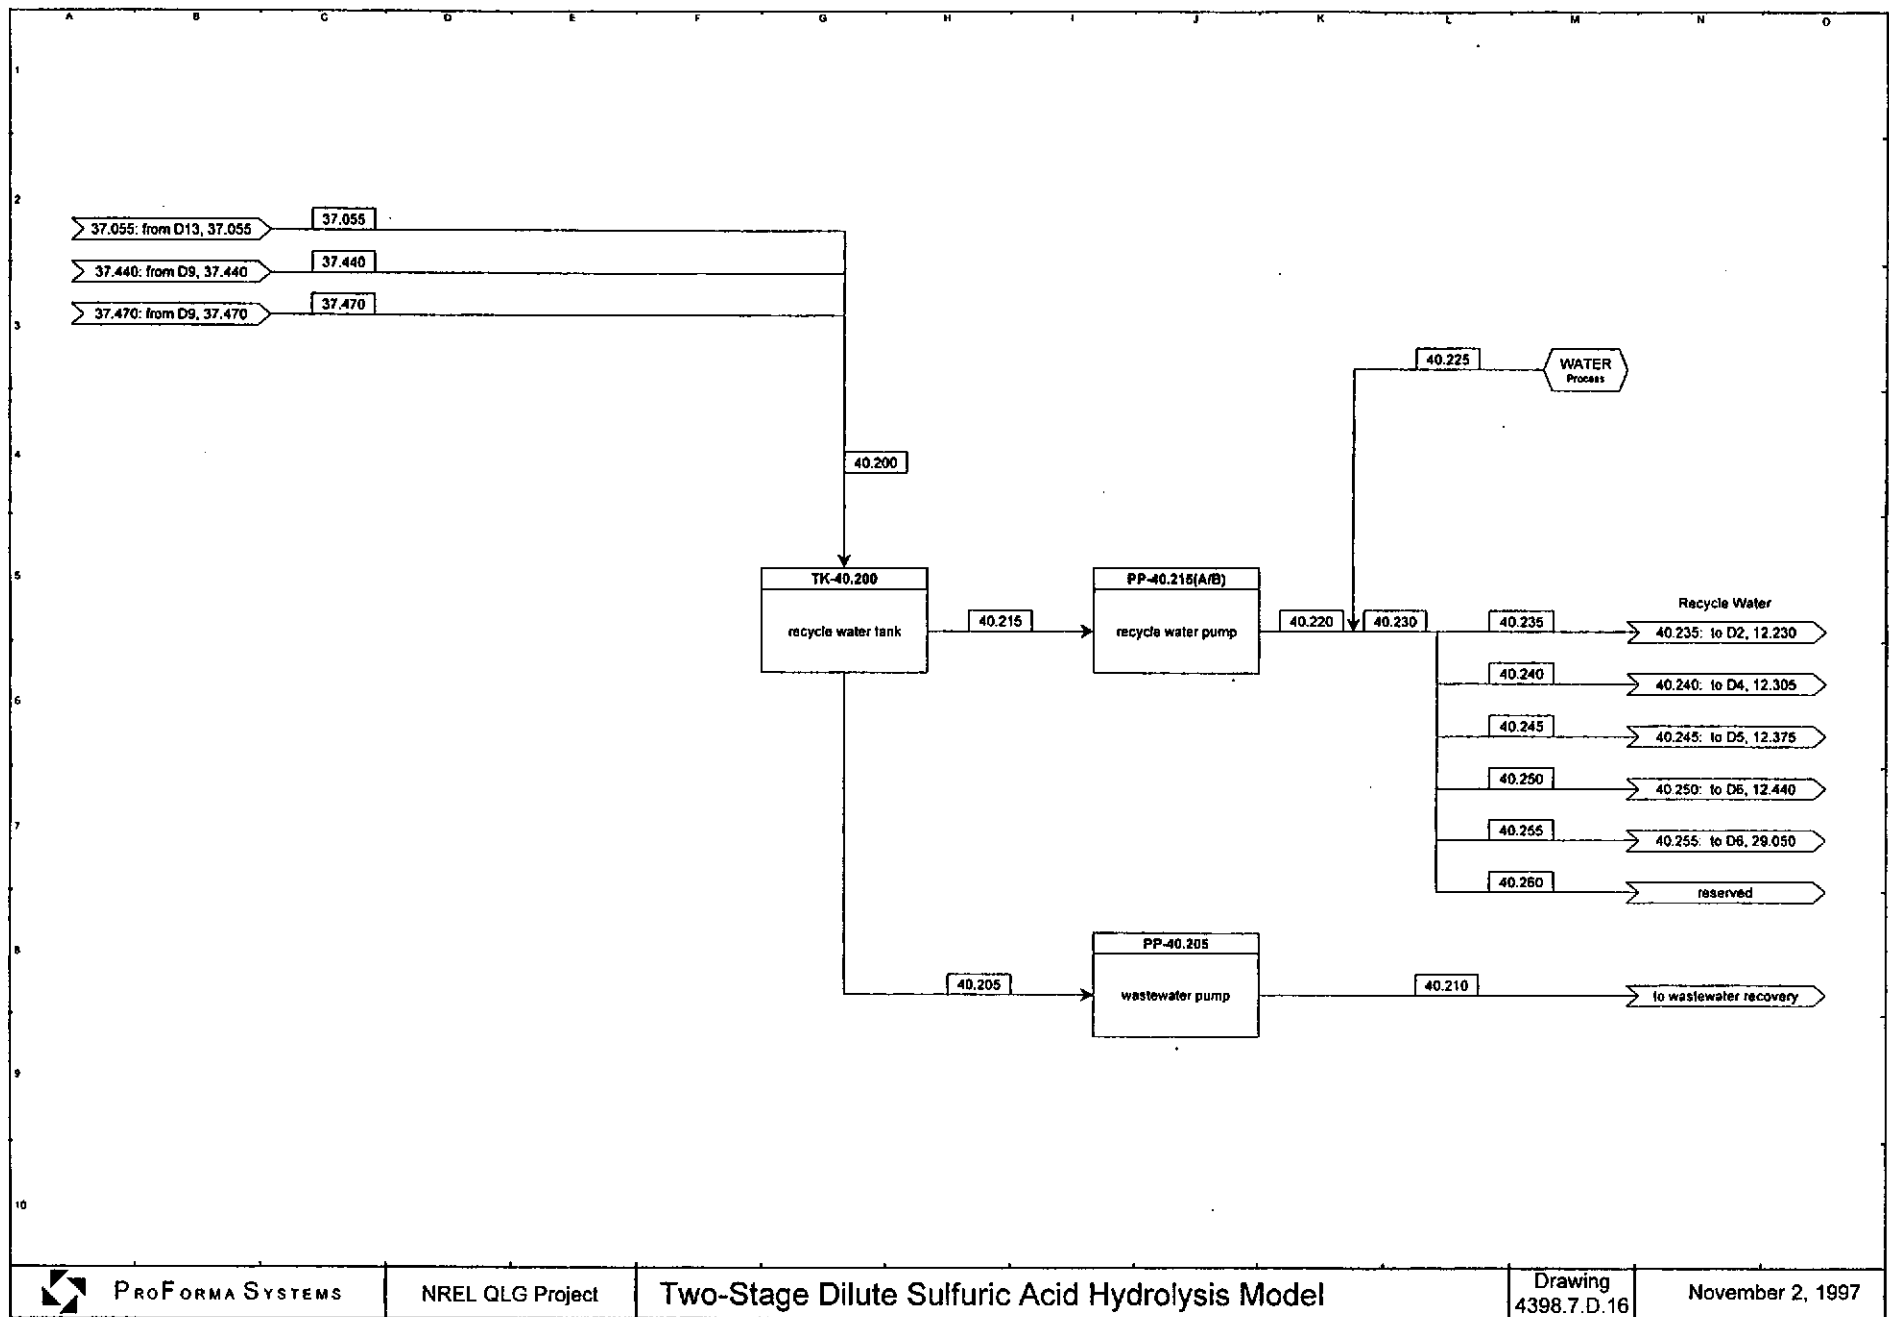 A B C D E F G H I J K L M N O
1
2
37.055: from D13, 37.055
37.055
37.440: from D9, 37.440
37.440
37.470: from D9, 37.470
37.470
3
40.225
WATER
Process
4
40.200
5
TK-40.200
recycle water tank
40.215
PP-40.215(A/B)
recycle water pump
40.220
40.230
40.235
Recycle Water
40.235: to D2, 12.230
40.240
40.240: to D4, 12.305
6
40.245
40.245: to D5, 12.375
40.250
40.250: to D6, 12.440
7
40.255
40.255: to D6, 29.050
40.260
reserved
8
PP-40.205
40.205
wastewater pump
40.210
to wastewater recovery
9
10
PROFORMA SYSTEMS
NREL QLG Project
Two-Stage Dilute Sulfuric Acid Hydrolysis Model
Drawing
4398.7.D.16
November 2, 1997